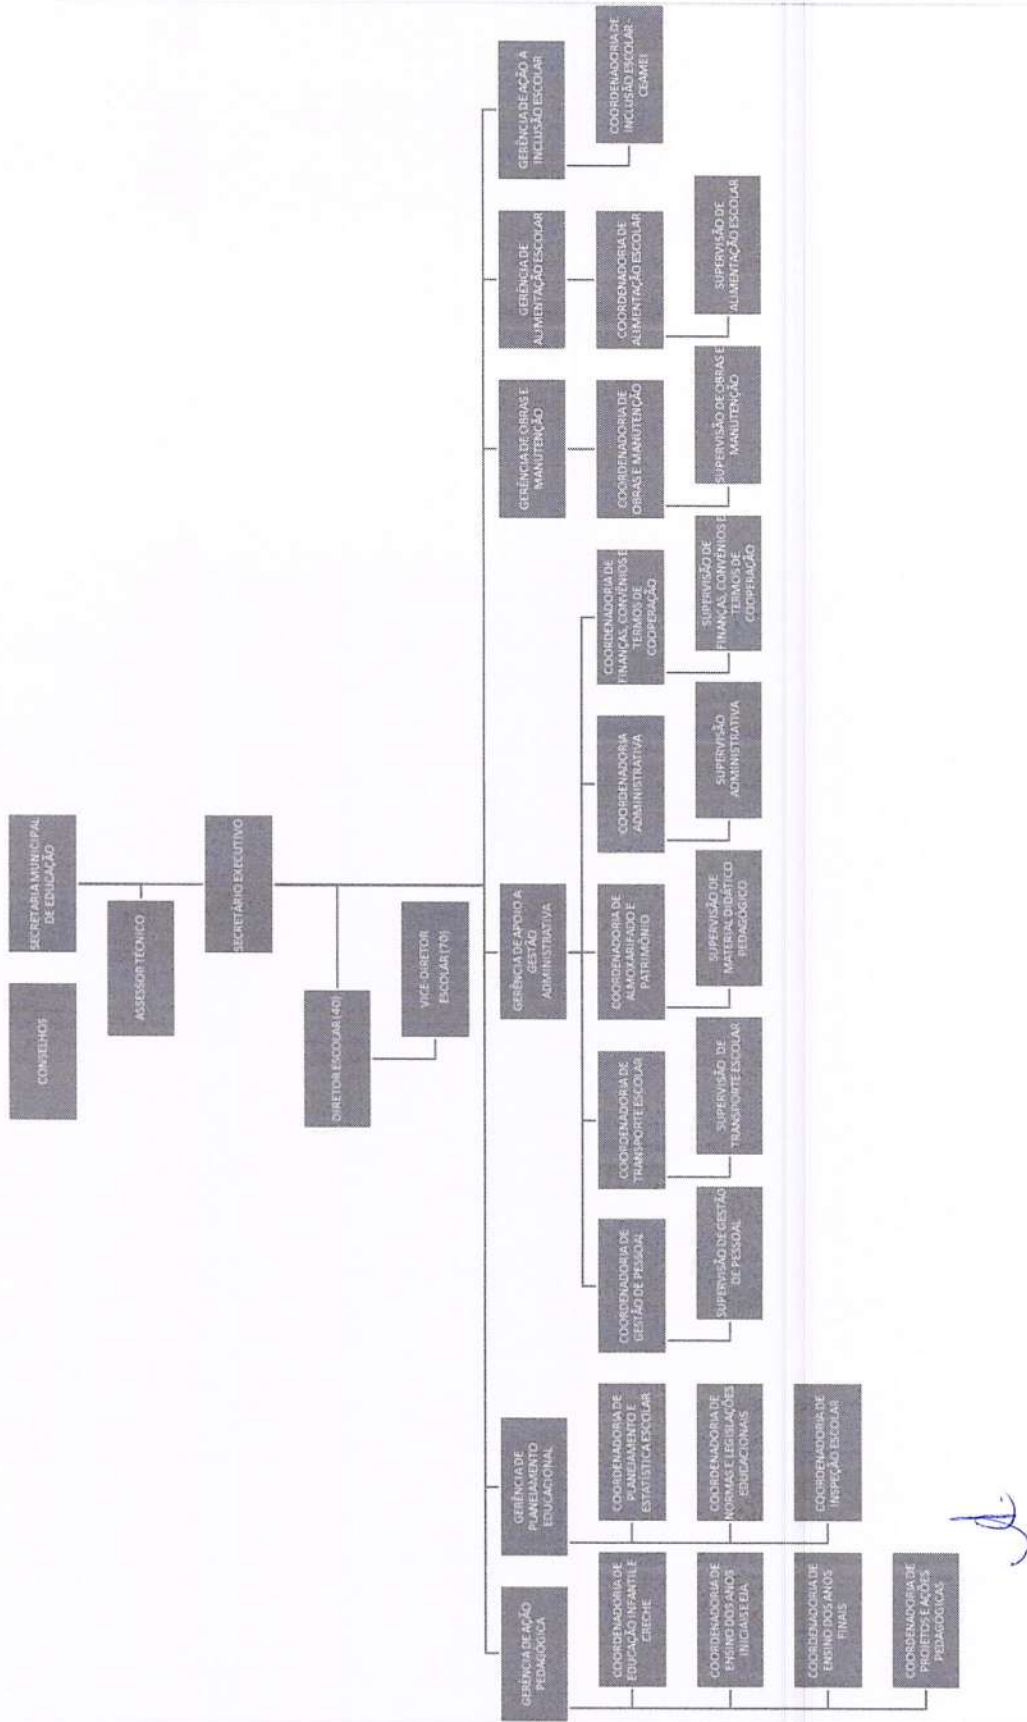 CONSELHOS
SECRETARIA MUNICIPAL
DE EDUCAÇÃO
ASSESSOR TÉCNICO
SECRETÁRIO EXECUTIVO
DIRETOR ESCOLAR (40)
VICE-DIRETOR
ESCOLAR (70)
GERÊNCIA DE AÇÃO
PEDAGÓGICA
GERÊNCIA DE
PLANEJAMENTO
EDUCACIONAL
GERÊNCIA DE APOIO A
GESTÃO
ADMINISTRATIVA
GERÊNCIA DE OBRAS E
MANUTENÇÃO
GERÊNCIA DE
ALIMENTAÇÃO ESCOLAR
GERÊNCIA DE AÇÃO A
INCLUSÃO ESCOLAR
COORDENADORIA DE
EDUCAÇÃO INFANTIL E
CRECHE
COORDENADORIA DE
PLANEJAMENTO E
ESTATÍSTICA ESCOLAR
COORDENADORIA DE
GESTÃO DE PESSOAL
COORDENADORIA DE
TRANSPORTE ESCOLAR
COORDENADORIA DE
ALMOXARIFADO E
PATRIMÔNIO
COORDENADORIA
ADMINISTRATIVA
COORDENADORIA DE
FINANÇAS, CONVÊNIOS E
TERMOS DE
COOPERAÇÃO
COORDENADORIA DE
OBRAS E MANUTENÇÃO
COORDENADORIA DE
ALIMENTAÇÃO ESCOLAR
COORDENADORIA DE
INCLUSÃO ESCOLAR -
CEAMEI
COORDENADORIA DE
ENSINO DOS ANOS
INICIAIS E EJA
COORDENADORIA DE
NORMAS E LEGISLAÇÕES
EDUCACIONAIS
SUPERVISÃO DE GESTÃO
DE PESSOAL
SUPERVISÃO DE
TRANSPORTE ESCOLAR
SUPERVISÃO DE
MATERIAL DIDÁTICO
PEDAGÓGICO
SUPERVISÃO
ADMINISTRATIVA
SUPERVISÃO DE
FINANÇAS, CONVÊNIOS E
TERMOS DE
COOPERAÇÃO
SUPERVISÃO DE OBRAS E
MANUTENÇÃO
SUPERVISÃO DE
ALIMENTAÇÃO ESCOLAR
COORDENADORIA DE
ENSINO DOS ANOS
FINAIS
COORDENADORIA DE
INSPEÇÃO ESCOLAR
COORDENADORIA DE
PROJETOS E AÇÕES
PEDAGÓGICAS